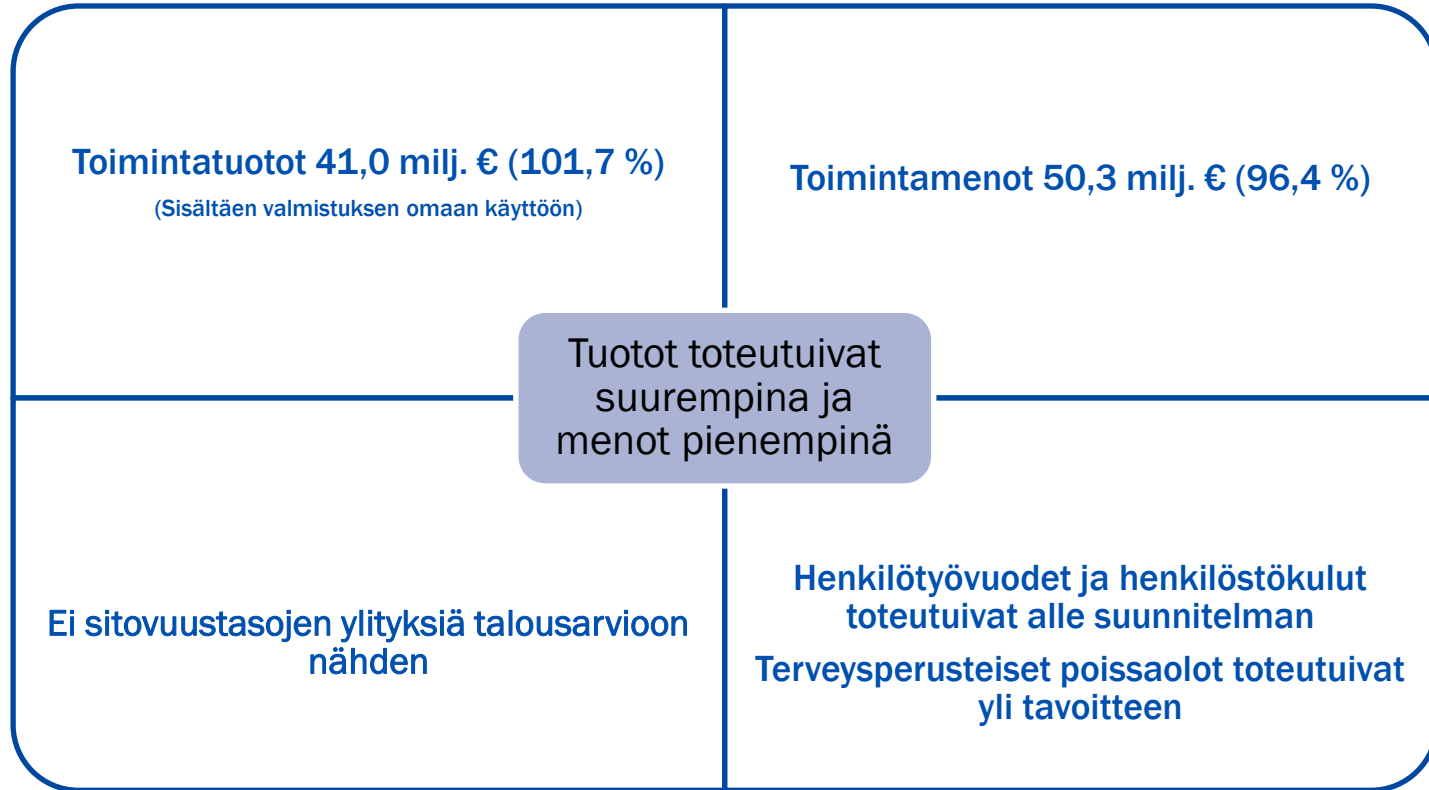 Toimintatuotot 41,0 milj. € (101,7 %)
(Sisältäen valmistuksen omaan käyttöön)
Toimintamenot 50,3 milj. € (96,4 %)
Tuotot toteutuivat
suurempina ja
menot pienempinä
Ei sitovuustasojen ylityksiä talousarvioon
nähden
Henkilötyövuodet ja henkilöstökulut
toteutuivat alle suunnitelman
Terveysperusteiset poissaolot toteutuivat
yli tavoitteen